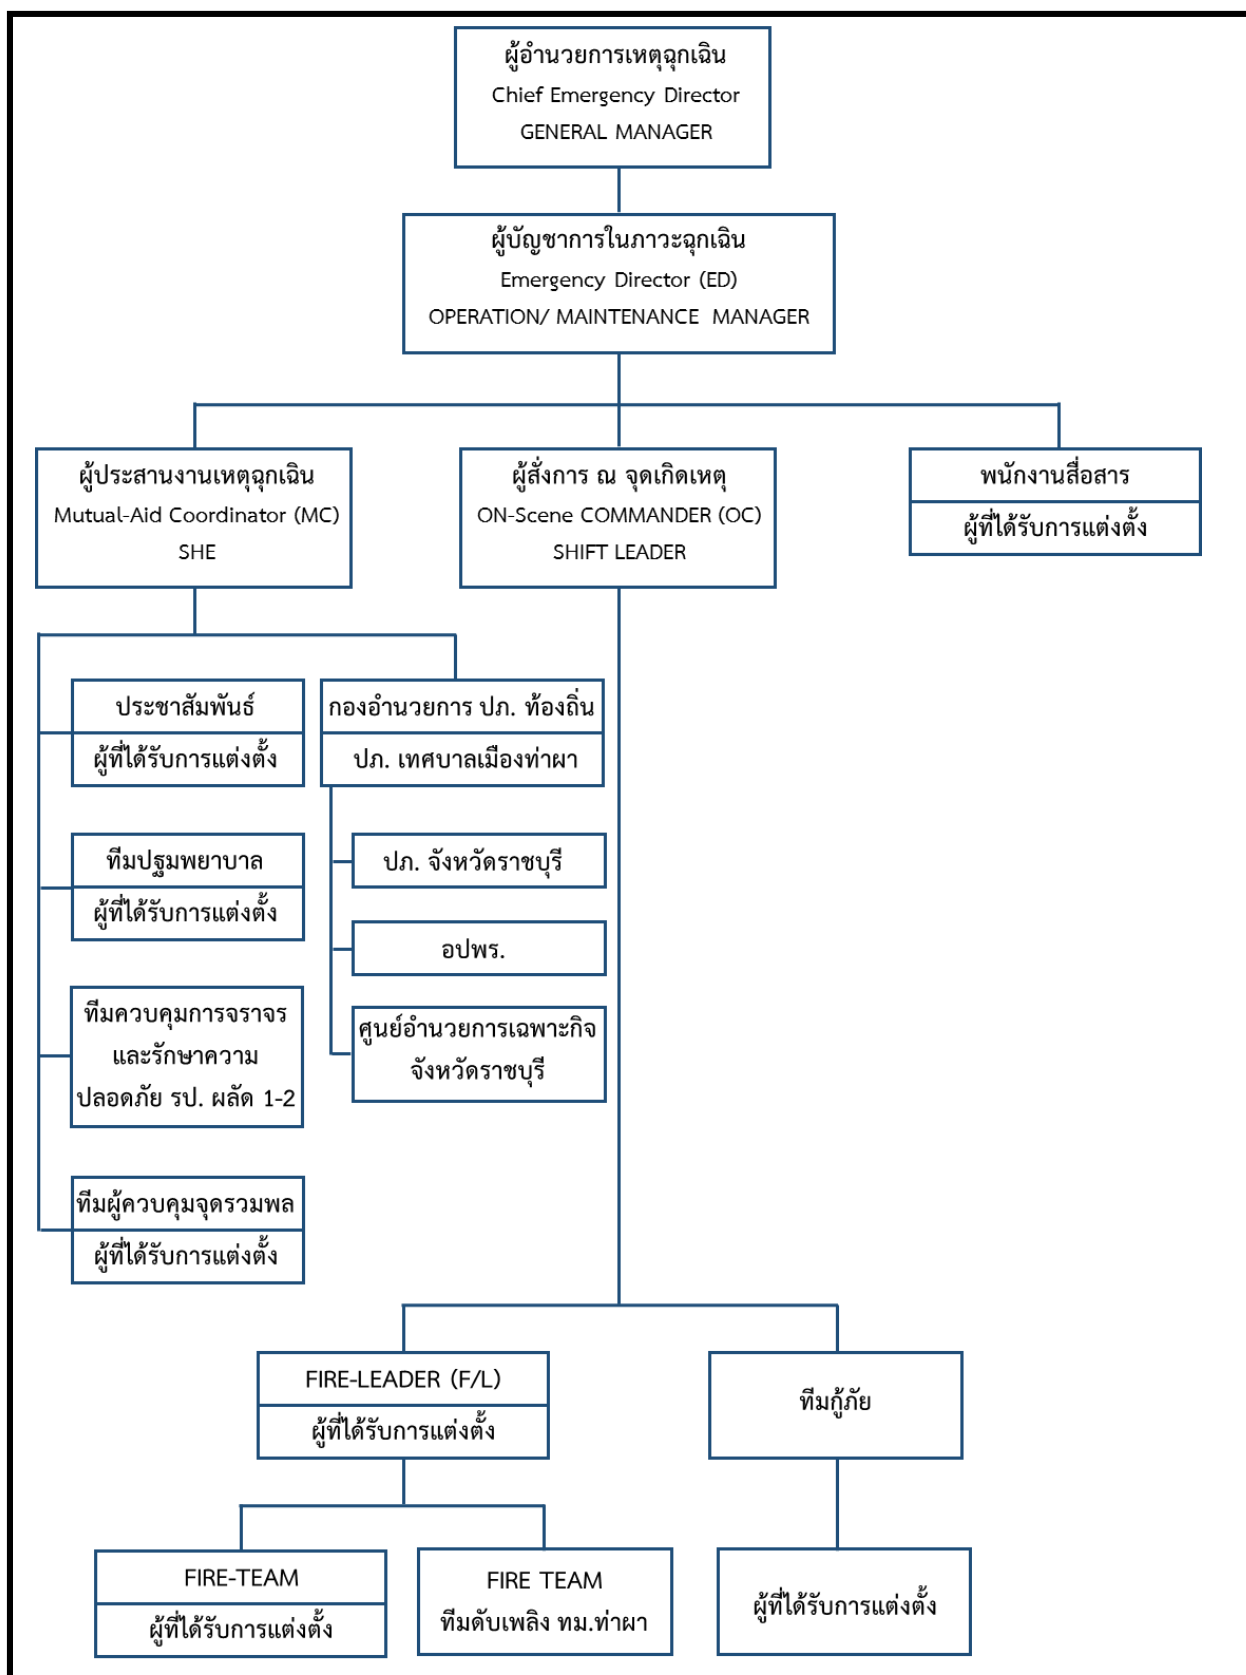 ผู้อำนวยการเหตุฉุกเฉิน
Chief Emergency Director
GENERAL MANAGER
ผู้บัญชาการในภาวะฉุกเฉิน
Emergency Director (ED)
OPERATION/ MAINTENANCE MANAGER
ผู้ประสานงานเหตุฉุกเฉิน
Mutual-Aid Coordinator (MC)
SHE
ผู้สั่งการ ณ จุดเกิดเหตุ
ON-Scene COMMANDER (OC)
SHIFT LEADER
พนักงานสื่อสาร
ผู้ที่ได้รับการแต่งตั้ง
ประชาสัมพันธ์
ผู้ที่ได้รับการแต่งตั้ง
กองอำนวยการ ปภ. ท้องถิ่น
ปภ. เทศบาลเมืองท่าผา
ทีมปฐมพยาบาล
ผู้ที่ได้รับการแต่งตั้ง
ปภ. จังหวัดราชบุรี
อปพร.
ทีมควบคุมการจราจร
และรักษาความ
ปลอดภัย รป. ผลัด 1-2
ศูนย์อำนวยการเฉพาะกิจ
จังหวัดราชบุรี
ทีมผู้ควบคุมจุดรวมพล
ผู้ที่ได้รับการแต่งตั้ง
FIRE-LEADER (F/L)
ผู้ที่ได้รับการแต่งตั้ง
ทีมกู้ภัย
FIRE-TEAM
ผู้ที่ได้รับการแต่งตั้ง
FIRE TEAM
ทีมดับเพลิง ทม.ท่าผา
ผู้ที่ได้รับการแต่งตั้ง